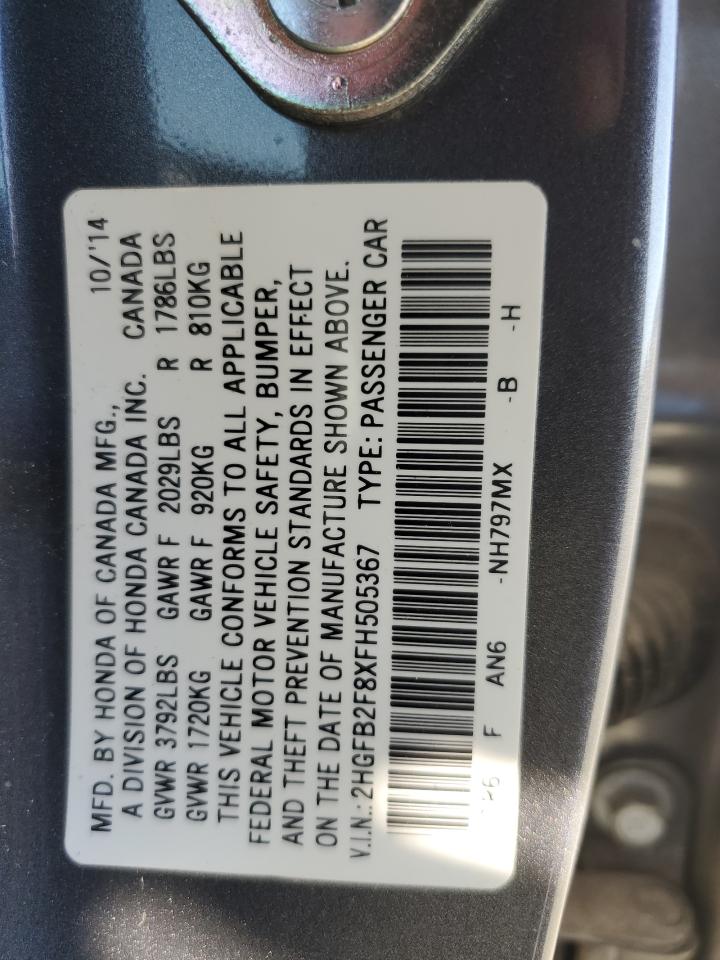 MFD. BY HONDA OF CANADA MFG., 10/'14
A DIVISION OF HONDA CANADA INC. CANADA
GVWR 3792LBS GAWR F 2029LBS R 1786LBS
GVWR 1720KG GAWR F 920KG R 810KG
THIS VEHICLE CONFORMS TO ALL APPLICABLE
FEDERAL MOTOR VEHICLE SAFETY, BUMPER,
AND THEFT PREVENTION STANDARDS IN EFFECT
ON THE DATE OF MANUFACTURE SHOWN ABOVE.
V.I.N.: 2HGFB2F8XFH505367 TYPE: PASSENGER CAR
F AN6 -NH797MX -B -H